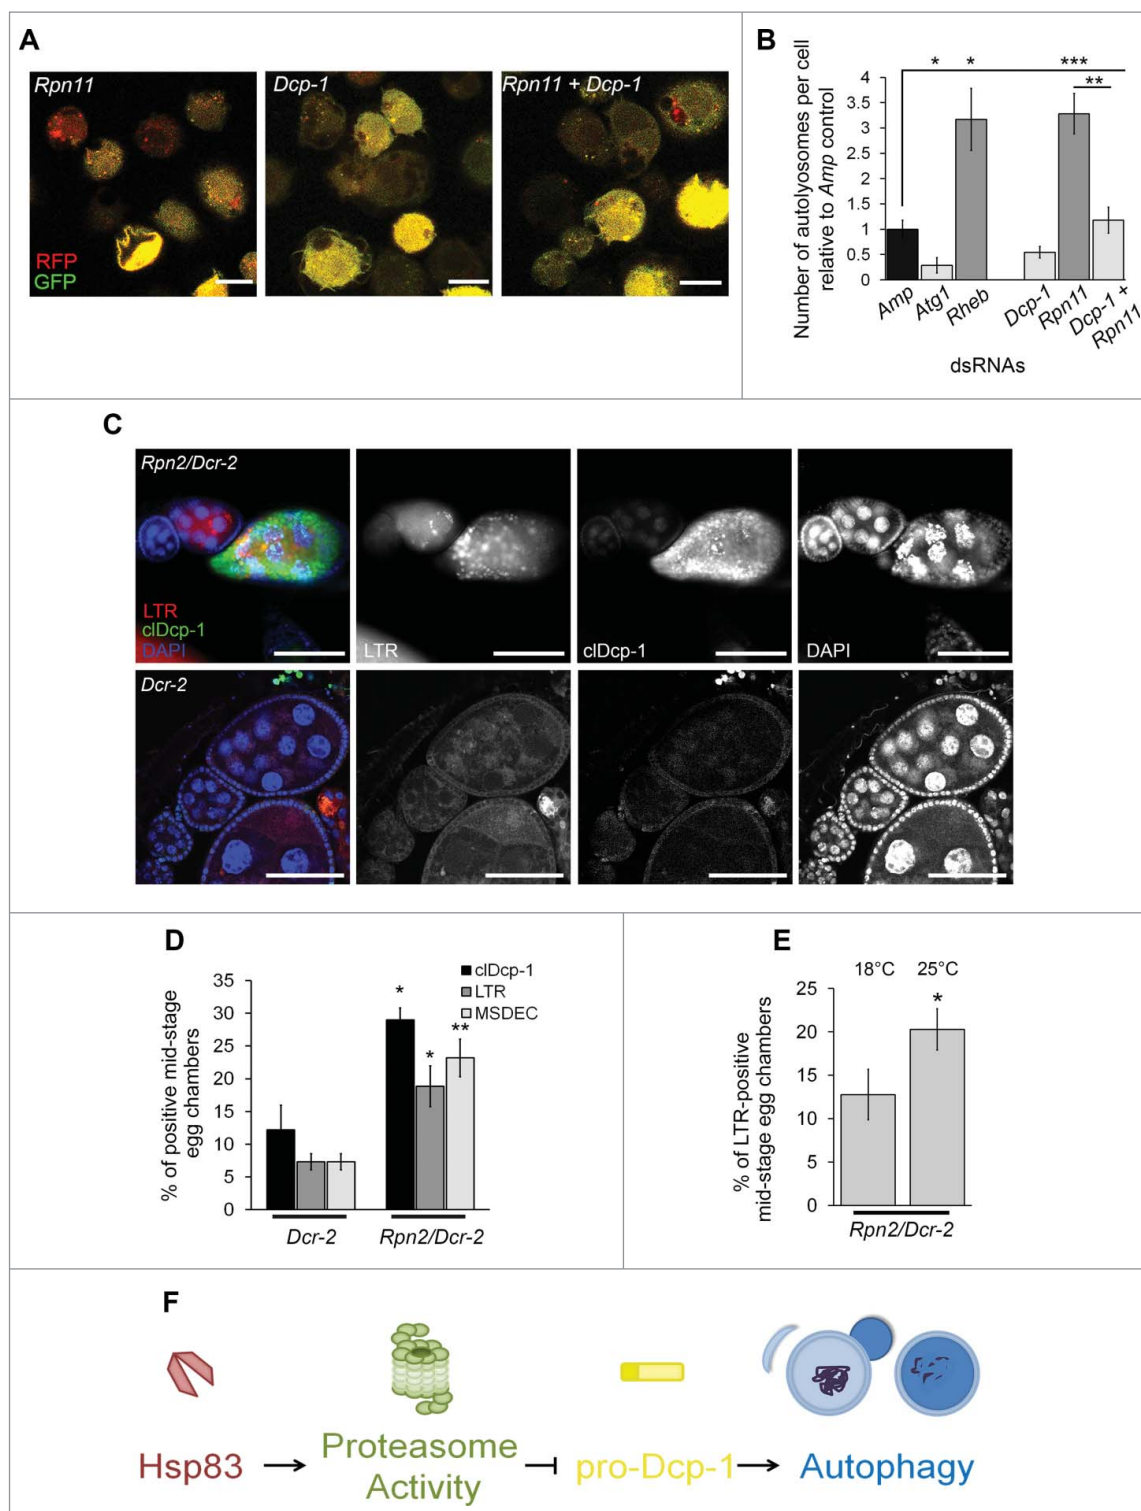 A
Rpn11
Dcp-1
Rpn11 + Dcp-1
RFP
GFP
B
Number of autolyosomes per cell
relative to Amp control
* * ***
**
4
3.5
3
2.5
2
1.5
1
0.5
0
Amp
Atg1
Rheb
Dcp-1
Rpn11
Dcp-1 +
Rpn11
dsRNAs
C
Rpn2/Dcr-2
LTR
clDcp-1
DAPI
LTR
clDcp-1
DAPI
Dcr-2
D
% of positive mid-stage
egg chambers
35
30
25
20
15
10
5
0
clDcp-1
LTR
MSDEC
*
*
**
Dcr-2
Rpn2/Dcr-2
E
% of LTR-positive
mid-stage egg chambers
18°C 25°C
25
20
15
10
5
0
*
Rpn2/Dcr-2
F
Hsp83
Proteasome
Activity
pro-Dcp-1
Autophagy